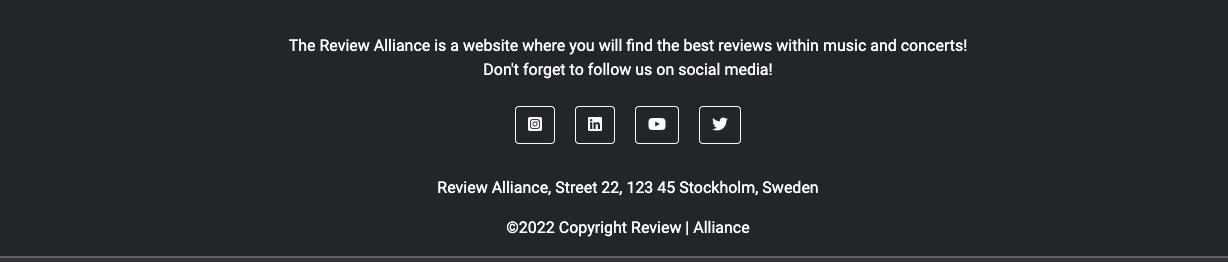 The Review Alliance is a website where you will find the best reviews within music and concerts!
Don't forget to follow us on social media!
Review Alliance, Street 22, 123 45 Stockholm, Sweden
©2022 Copyright Review | Alliance